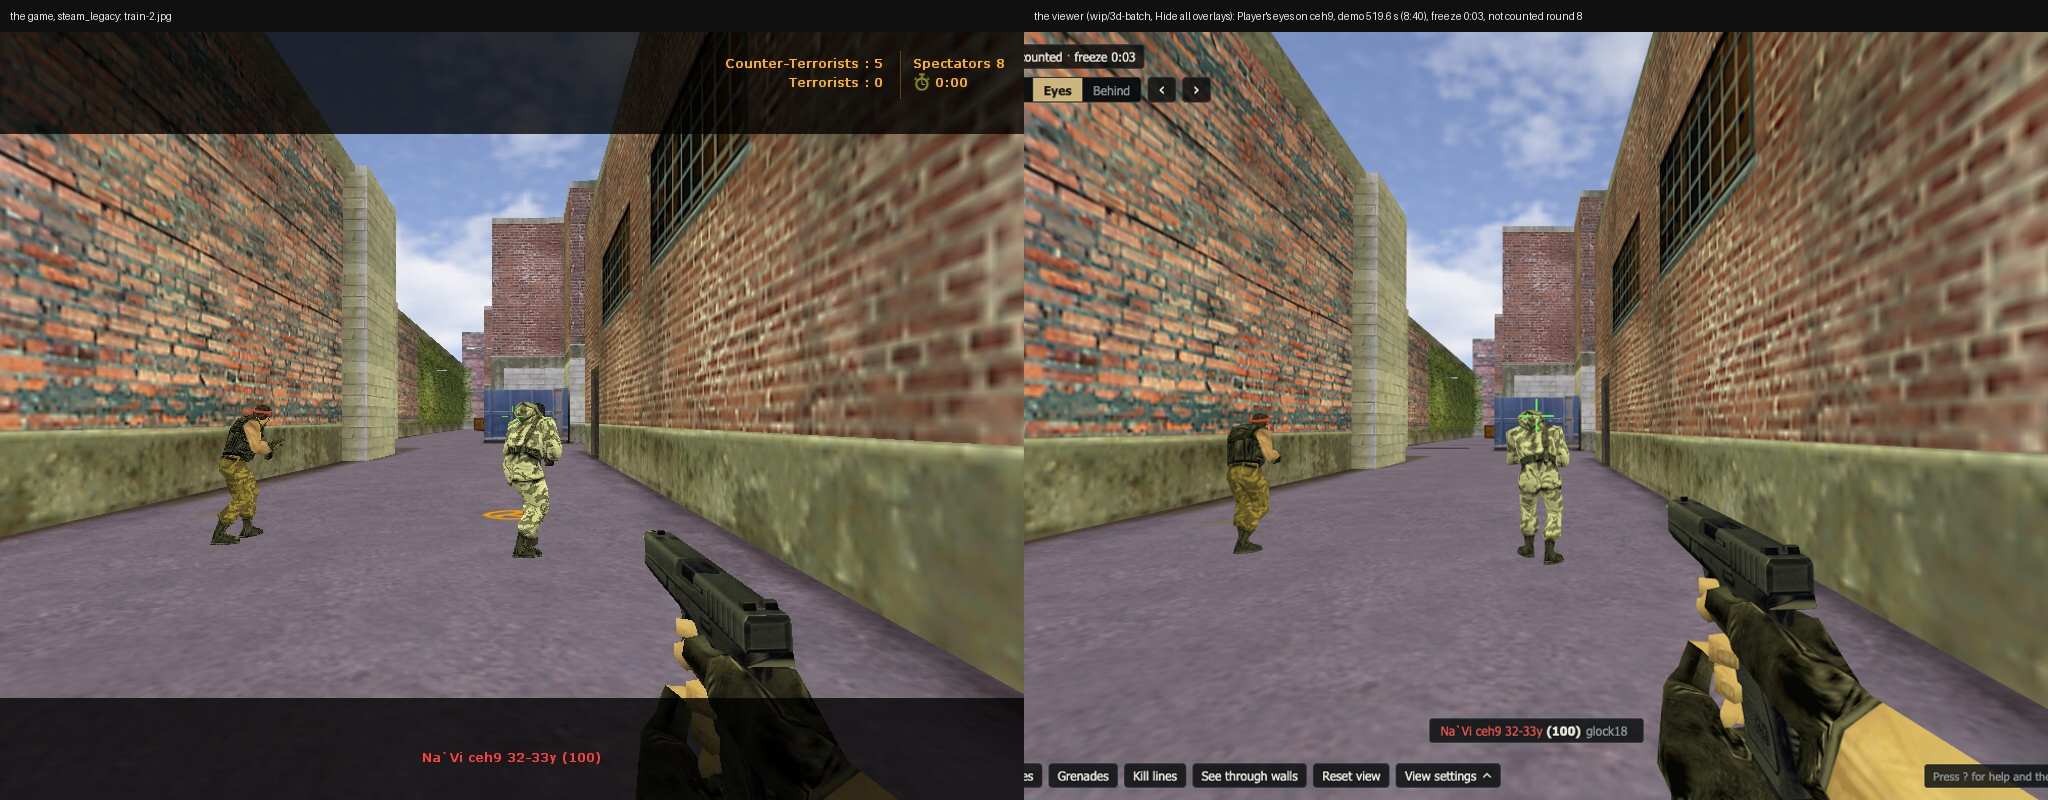 the game, steam_legacy: train-2.jpg
the viewer (wip/3d-batch, Hide all overlays): Player's eyes on ceh9, demo 519.6 s (8:40), freeze 0:03, not counted round 8
Counter-Terrorists : 5
Terrorists : 0
Spectators 8
0:00
ounted · freeze 0:03
Eyes
Behind
<
>
Na`Vi ceh9 32-33y (100)
Na`Vi ceh9 32-33y (100) glock18
es
Grenades
Kill lines
See through walls
Reset view
View settings
Press ? for help and the